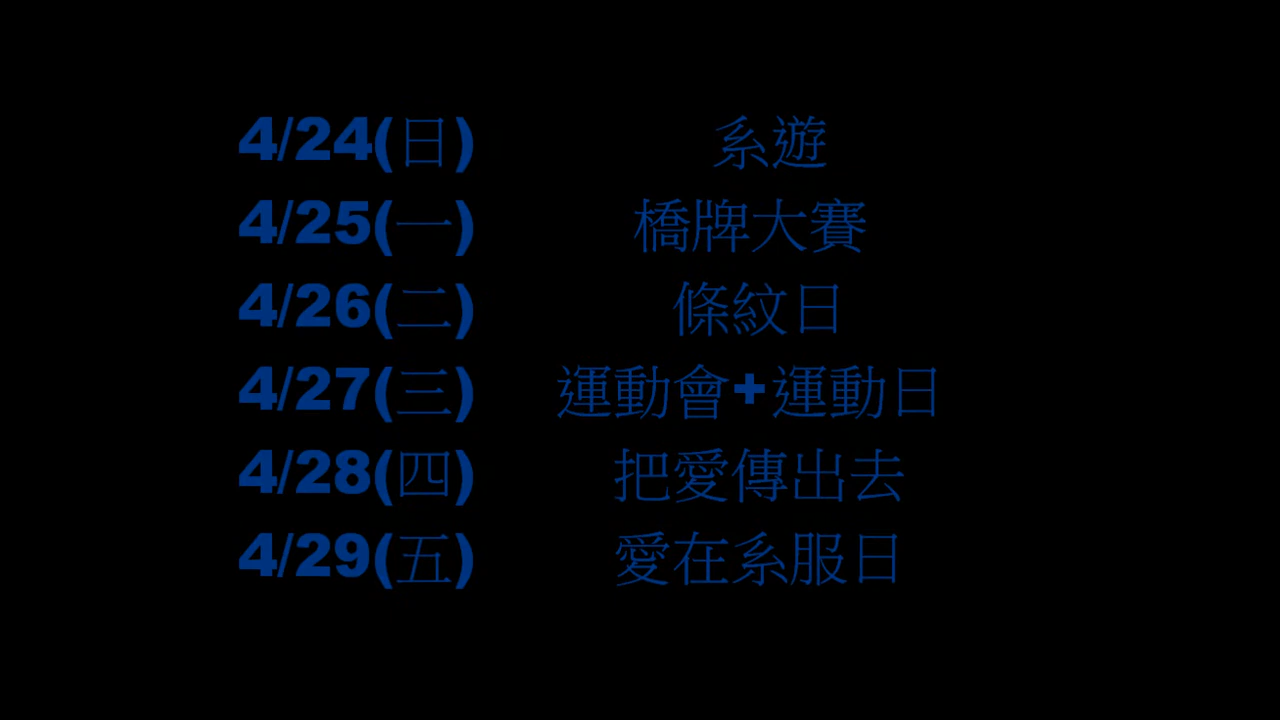 4/24(日) 系遊
4/25(一) 橋牌大賽
4/26(二) 條紋日
4/27(三) 運動會+運動日
4/28(四) 把愛傳出去
4/29(五) 愛在系服日